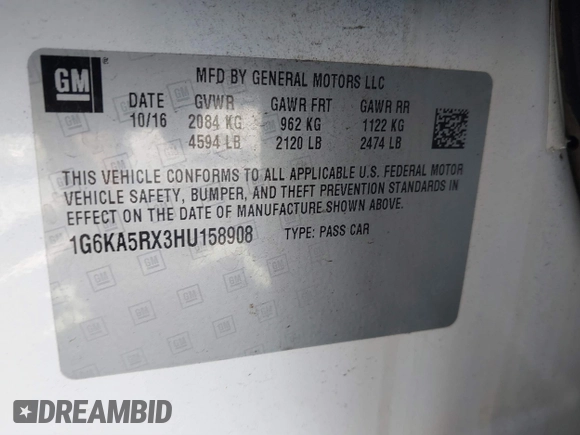 GM
MFD BY GENERAL MOTORS LLC
DATE GVWR GAWR FRT GAWR RR
10/16 2084 KG 962 KG 1122 KG
4594 LB 2120 LB 2474 LB
THIS VEHICLE CONFORMS TO ALL APPLICABLE U.S. FEDERAL MOTOR
VEHICLE SAFETY, BUMPER, AND THEFT PREVENTION STANDARDS IN
EFFECT ON THE DATE OF MANUFACTURE SHOWN ABOVE.
1G6KA5RX3HU158908 TYPE: PASS CAR
DREAMBID